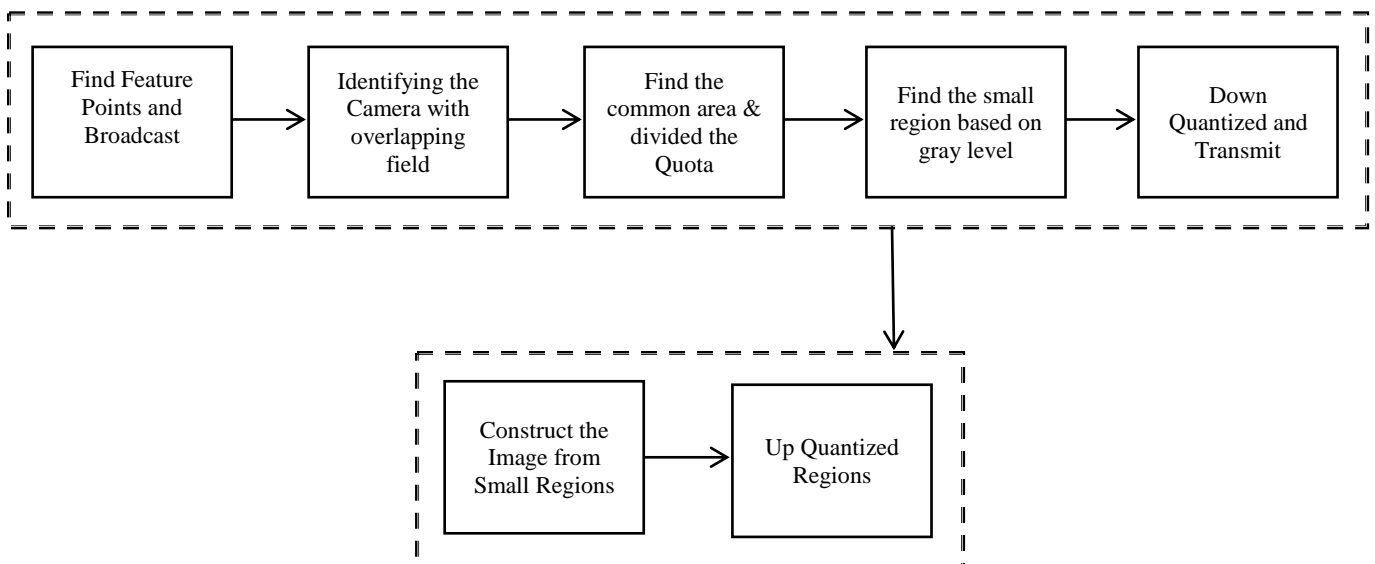 Find Feature
Points and
Broadcast
Identifying the
Camera with
overlapping
field
Find the
common area &
divided the
Quota
Find the small
region based on
gray level
Down
Quantized and
Transmit
Construct the
Image from
Small Regions
Up Quantized
Regions